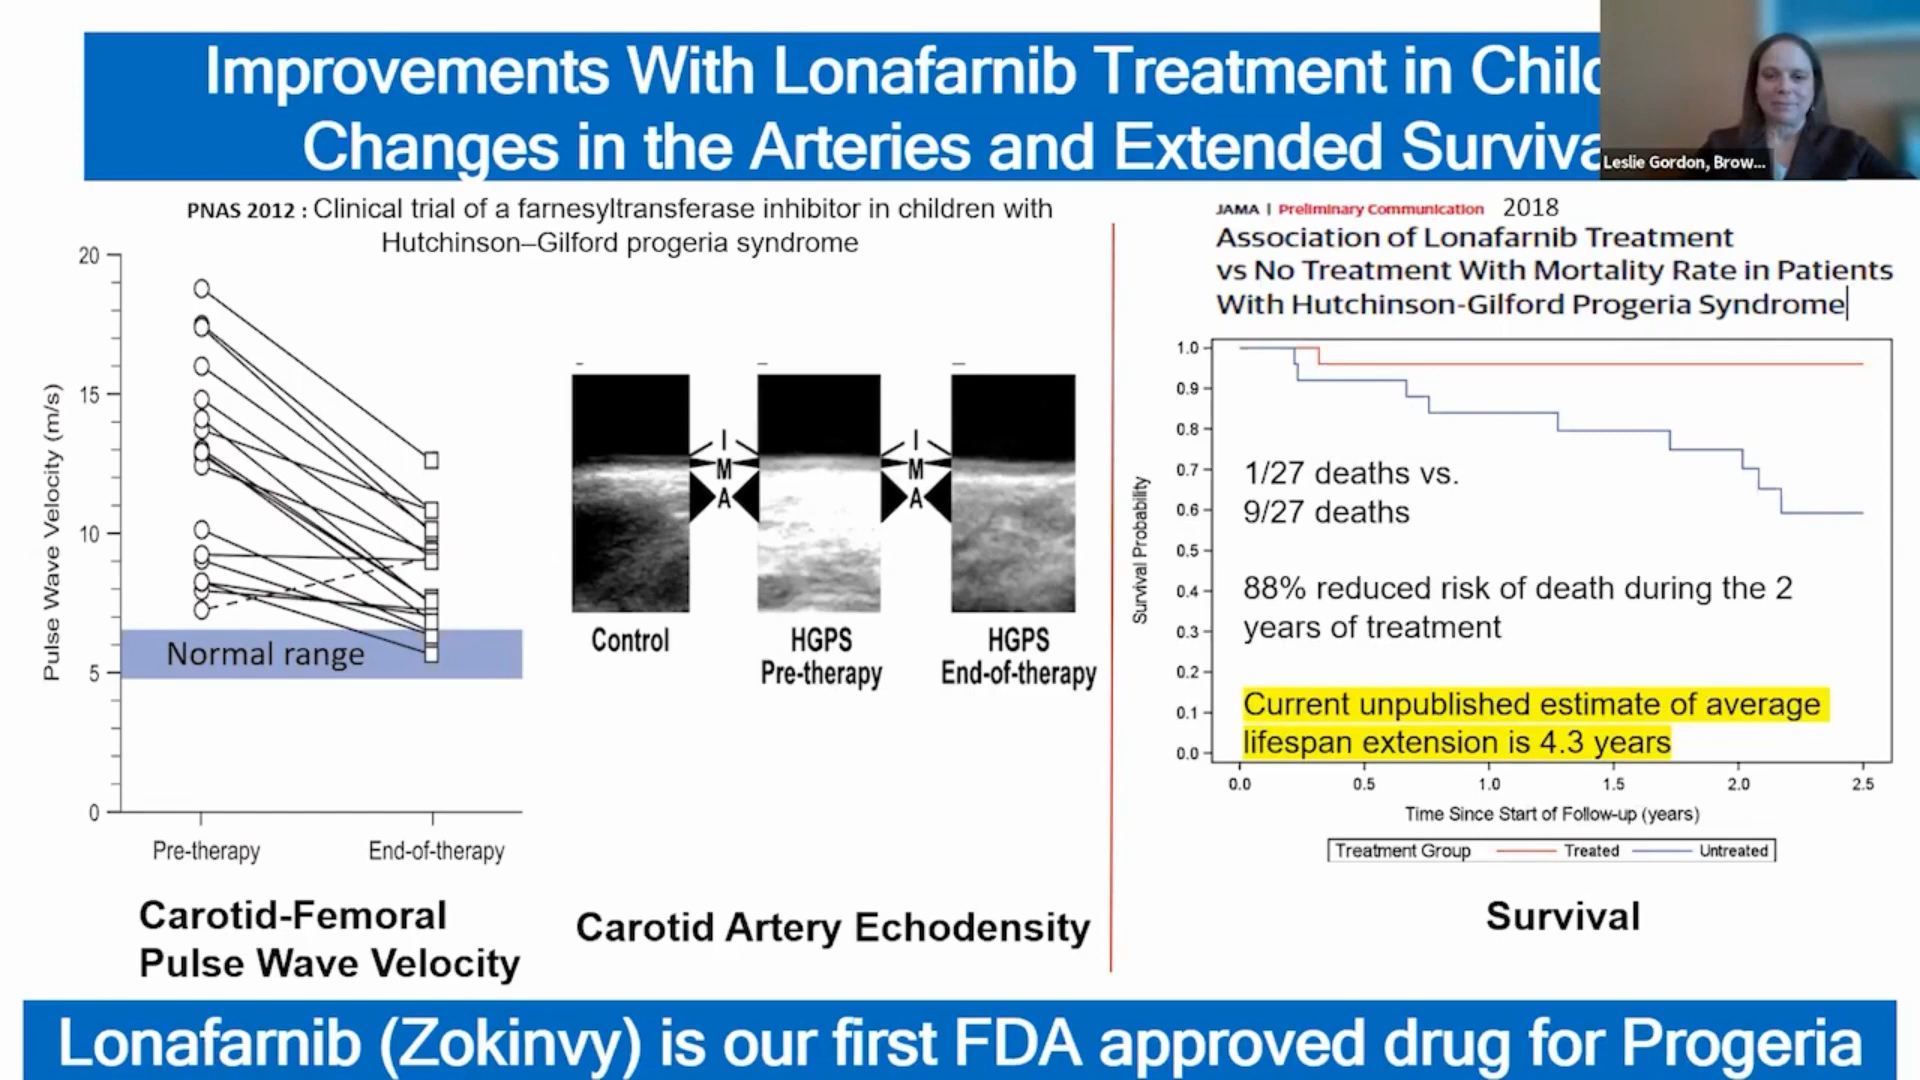 Improvements With Lonafarnib Treatment in Chil
Changes in the Arteries and Extended Surviva
Leslie Gordon, Brow...
PNAS 2012 : Clinical trial of a farnesyltransferase inhibitor in children with
Hutchinson–Gilford progeria syndrome
20
15
10
5
0
Pulse Wave Velocity (m/s)
Normal range
Pre-therapy
End-of-therapy
Carotid-Femoral
Pulse Wave Velocity
I
M
A
I
M
A
Control
HGPS
Pre-therapy
HGPS
End-of-therapy
Carotid Artery Echodensity
JAMA | Preliminary Communication 2018
Association of Lonafarnib Treatment
vs No Treatment With Mortality Rate in Patients
With Hutchinson-Gilford Progeria Syndrome
1.0
0.9
0.8
0.7
0.6
0.5
0.4
0.3
0.2
0.1
0.0
Survival Probability
1/27 deaths vs.
9/27 deaths
88% reduced risk of death during the 2
years of treatment
Current unpublished estimate of average
lifespan extension is 4.3 years
0.0 0.5 1.0 1.5 2.0 2.5
Time Since Start of Follow-up (years)
Treatment Group Treated Untreated
Survival
Lonafarnib (Zokinvy) is our first FDA approved drug for Progeria